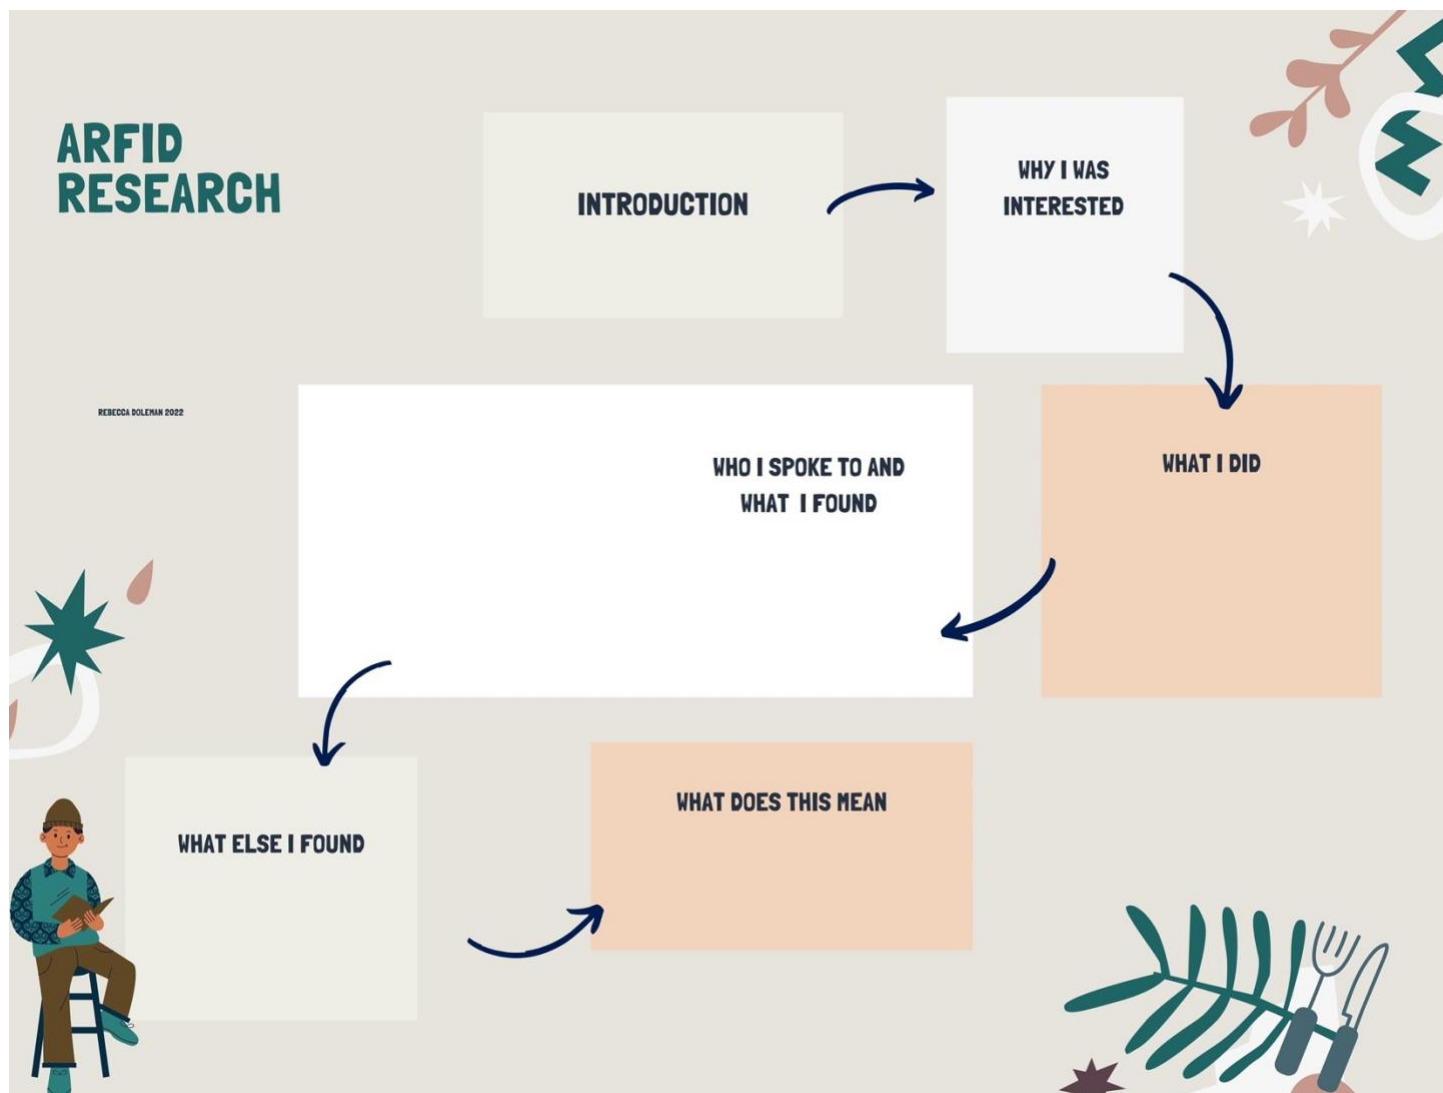 ARFID
RESEARCH
INTRODUCTION
WHY I WAS
INTERESTED
REBECCA DOLEMAN 2022
WHO I SPOKE TO AND
WHAT I FOUND
WHAT I DID
WHAT ELSE I FOUND
WHAT DOES THIS MEAN